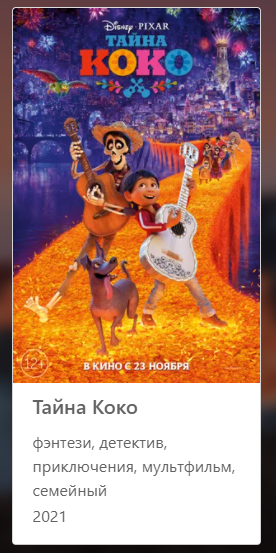 Disney · PIXAR
ТАЙНА
КОКО
12+
В КИНО С 23 НОЯБРЯ
Тайна Коко
фэнтези, детектив,
приключения, мультфильм,
семейный
2021